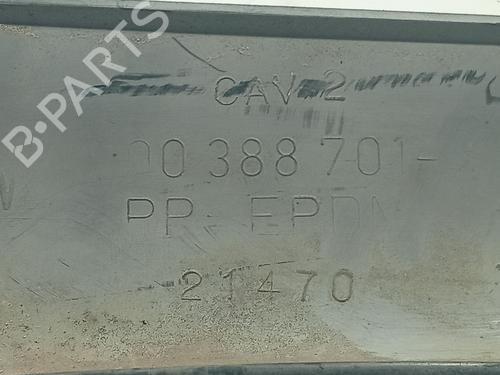 B-PARTS
CAV 2
00 388 701-
PP- EPDM
21470